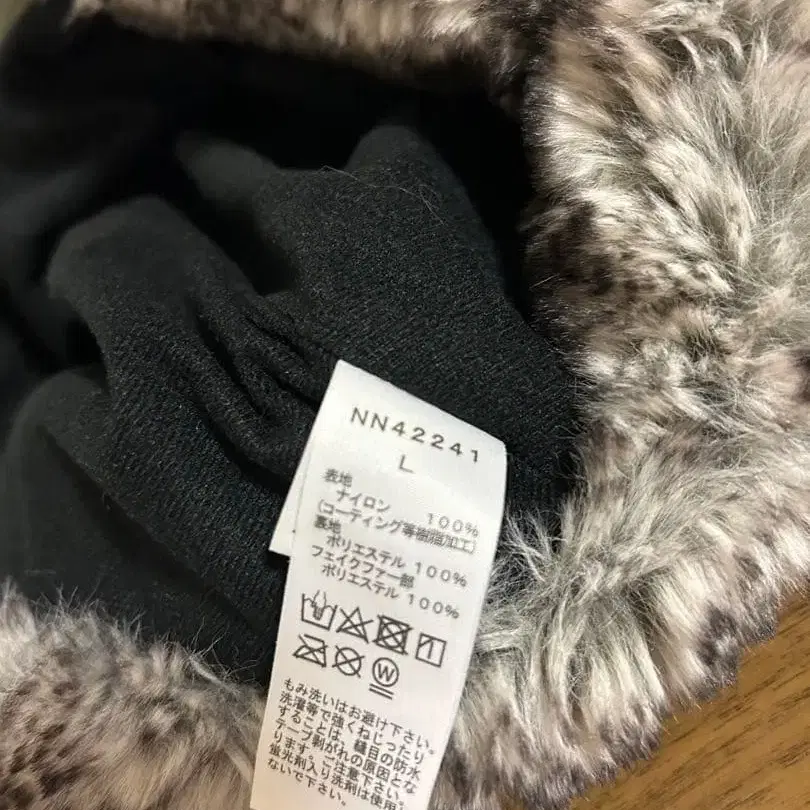 NN42241
L
表地
ナイロン 100%
(コーティング等樹脂加工)
裏地
ポリエステル 100%
フェイクファー部
ポリエステル 100%
W
もみ洗いはお避け下さい
洗濯等で強くねじったり
することは、縫目の防水
テープ剥がれの原因とな
ります。ご注意下さい
蛍光剤入り洗剤は使用し
ないで下さい。